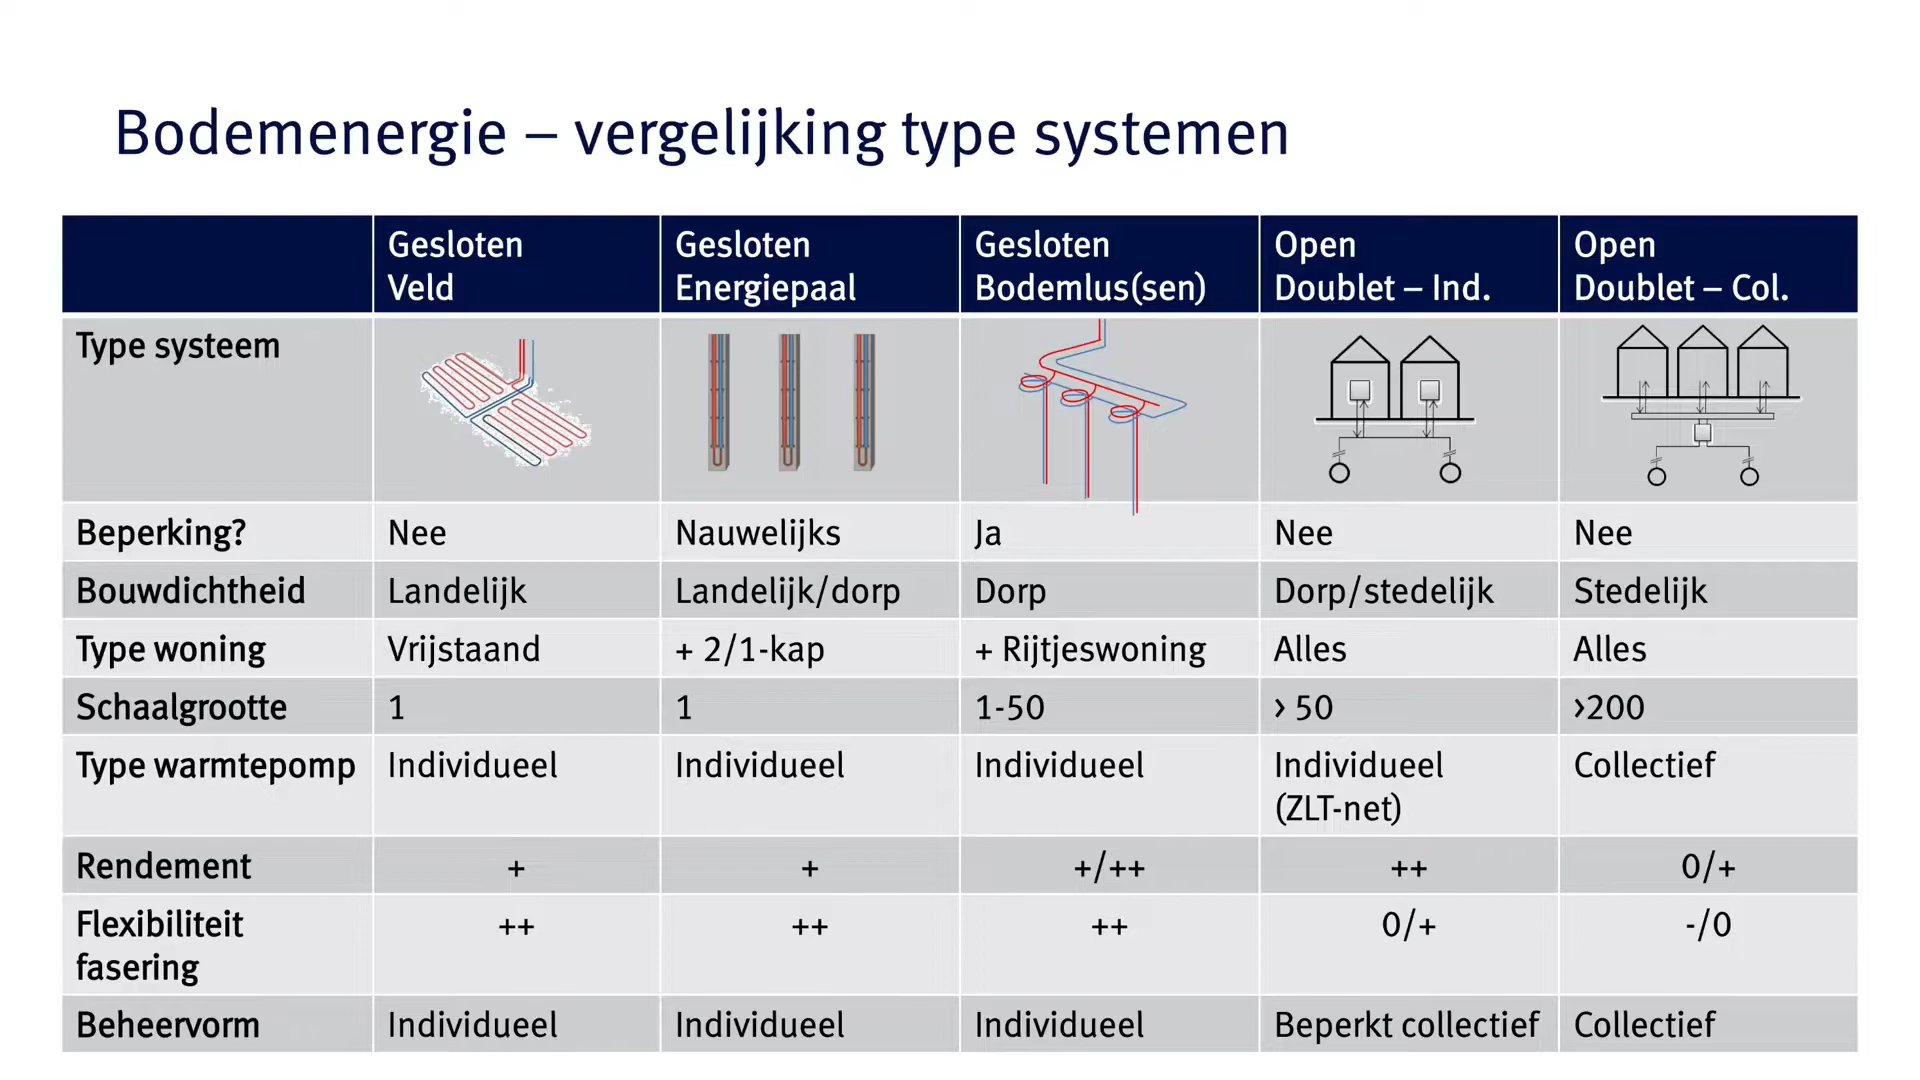 Bodemenergie – vergelijking type systemen
Gesloten Veld | Gesloten Energiepaal | Gesloten Bodemlus(sen) | Open Doublet – Ind. | Open Doublet – Col.
Type systeem
Beperking? | Nee | Nauwelijks | Ja | Nee | Nee
Bouwdichtheid | Landelijk | Landelijk/dorp | Dorp | Dorp/stedelijk | Stedelijk
Type woning | Vrijstaand | + 2/1-kap | + Rijtjeswoning | Alles | Alles
Schaalgrootte | 1 | 1 | 1-50 | > 50 | >200
Type warmtepomp | Individueel | Individueel | Individueel | Individueel (ZLT-net) | Collectief
Rendement | + | + | +/++ | ++ | 0/+
Flexibiliteit fasering | ++ | ++ | ++ | 0/+ | -/0
Beheervorm | Individueel | Individueel | Individueel | Beperkt collectief | Collectief